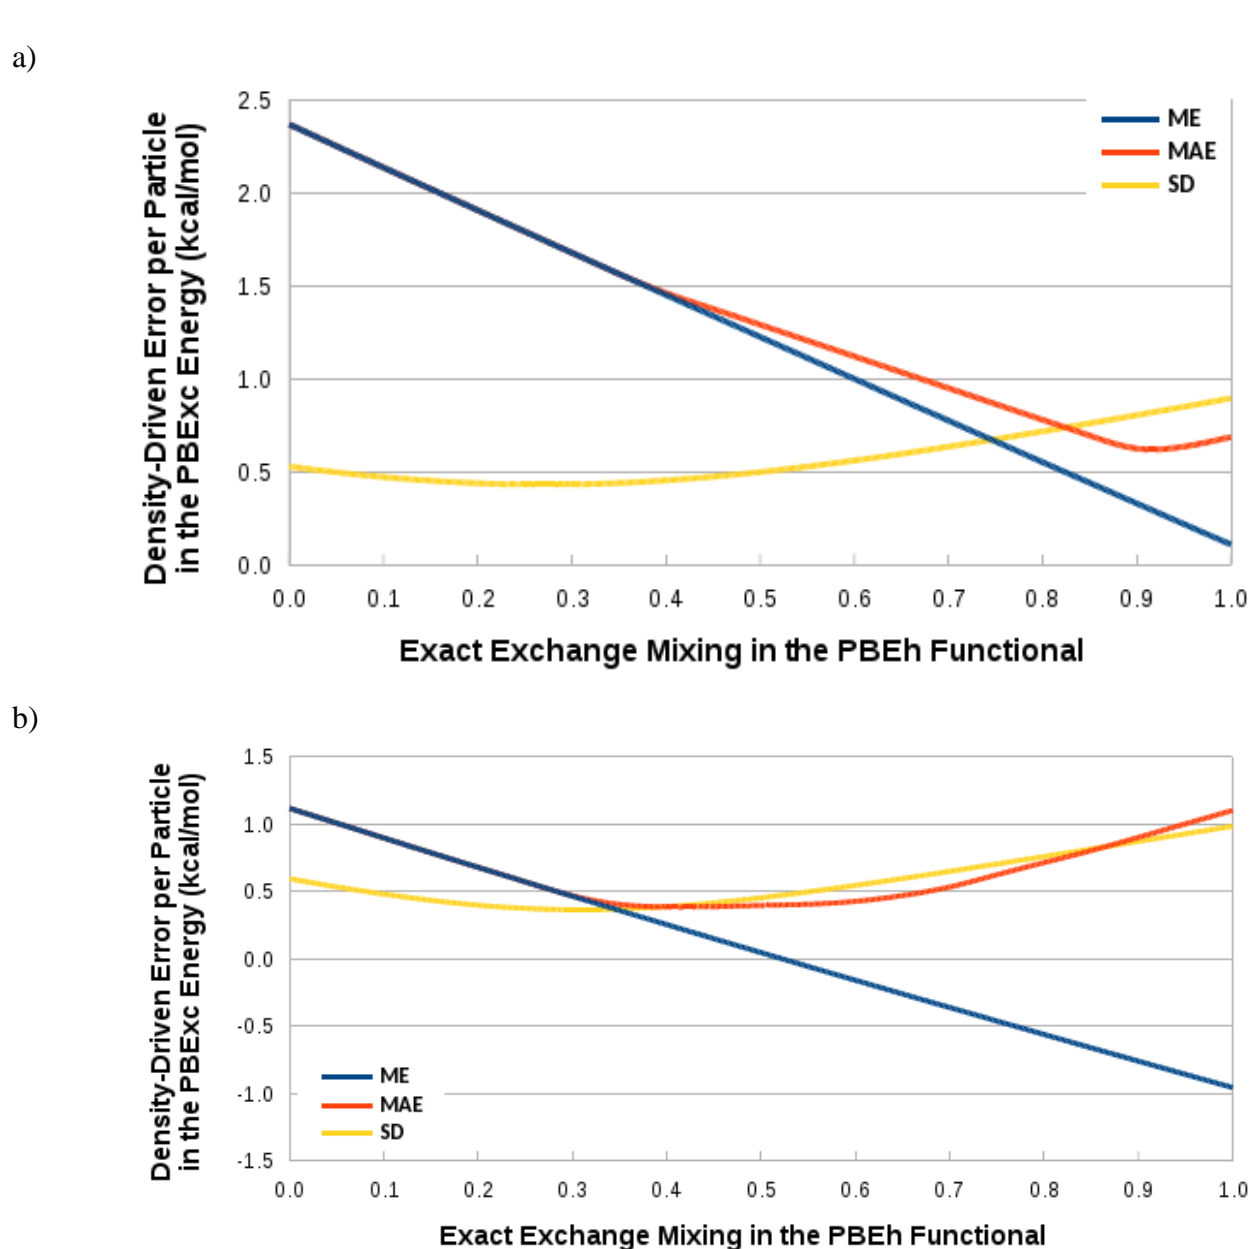 a)
Density-Driven Error per Particle
in the PBExc Energy (kcal/mol)
2.5
2.0
1.5
1.0
0.5
0.0
ME
MAE
SD
0.0 0.1 0.2 0.3 0.4 0.5 0.6 0.7 0.8 0.9 1.0
Exact Exchange Mixing in the PBEh Functional
b)
Density-Driven Error per Particle
in the PBExc Energy (kcal/mol)
1.5
1.0
0.5
0.0
-0.5
-1.0
-1.5
ME
MAE
SD
0.0 0.1 0.2 0.3 0.4 0.5 0.6 0.7 0.8 0.9 1.0
Exact Exchange Mixing in the PBEh Functional